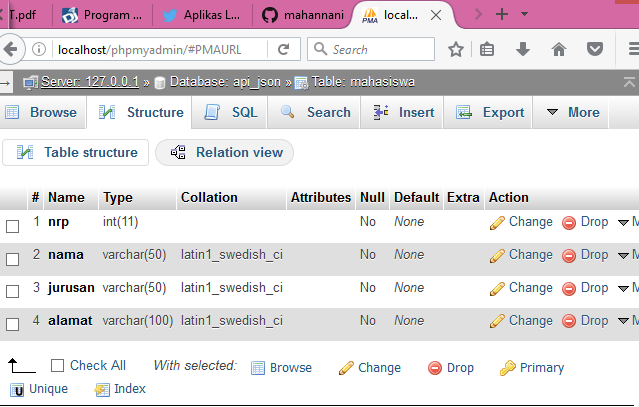 T.pdf Program ... Aplikas L... mahannani local...
localhost/phpmyadmin/#PMAURL Search
Server: 127.0.0.1 » Database: api_json » Table: mahasiswa
Browse Structure SQL Search Insert Export More
Table structure Relation view
# Name Type Collation Attributes Null Default Extra Action
1 nrp int(11) No None Change Drop M
2 nama varchar(50) latin1_swedish_ci No None Change Drop M
3 jurusan varchar(50) latin1_swedish_ci No None Change Drop M
4 alamat varchar(100) latin1_swedish_ci No None Change Drop M
Check All With selected: Browse Change Drop Primary
Unique Index